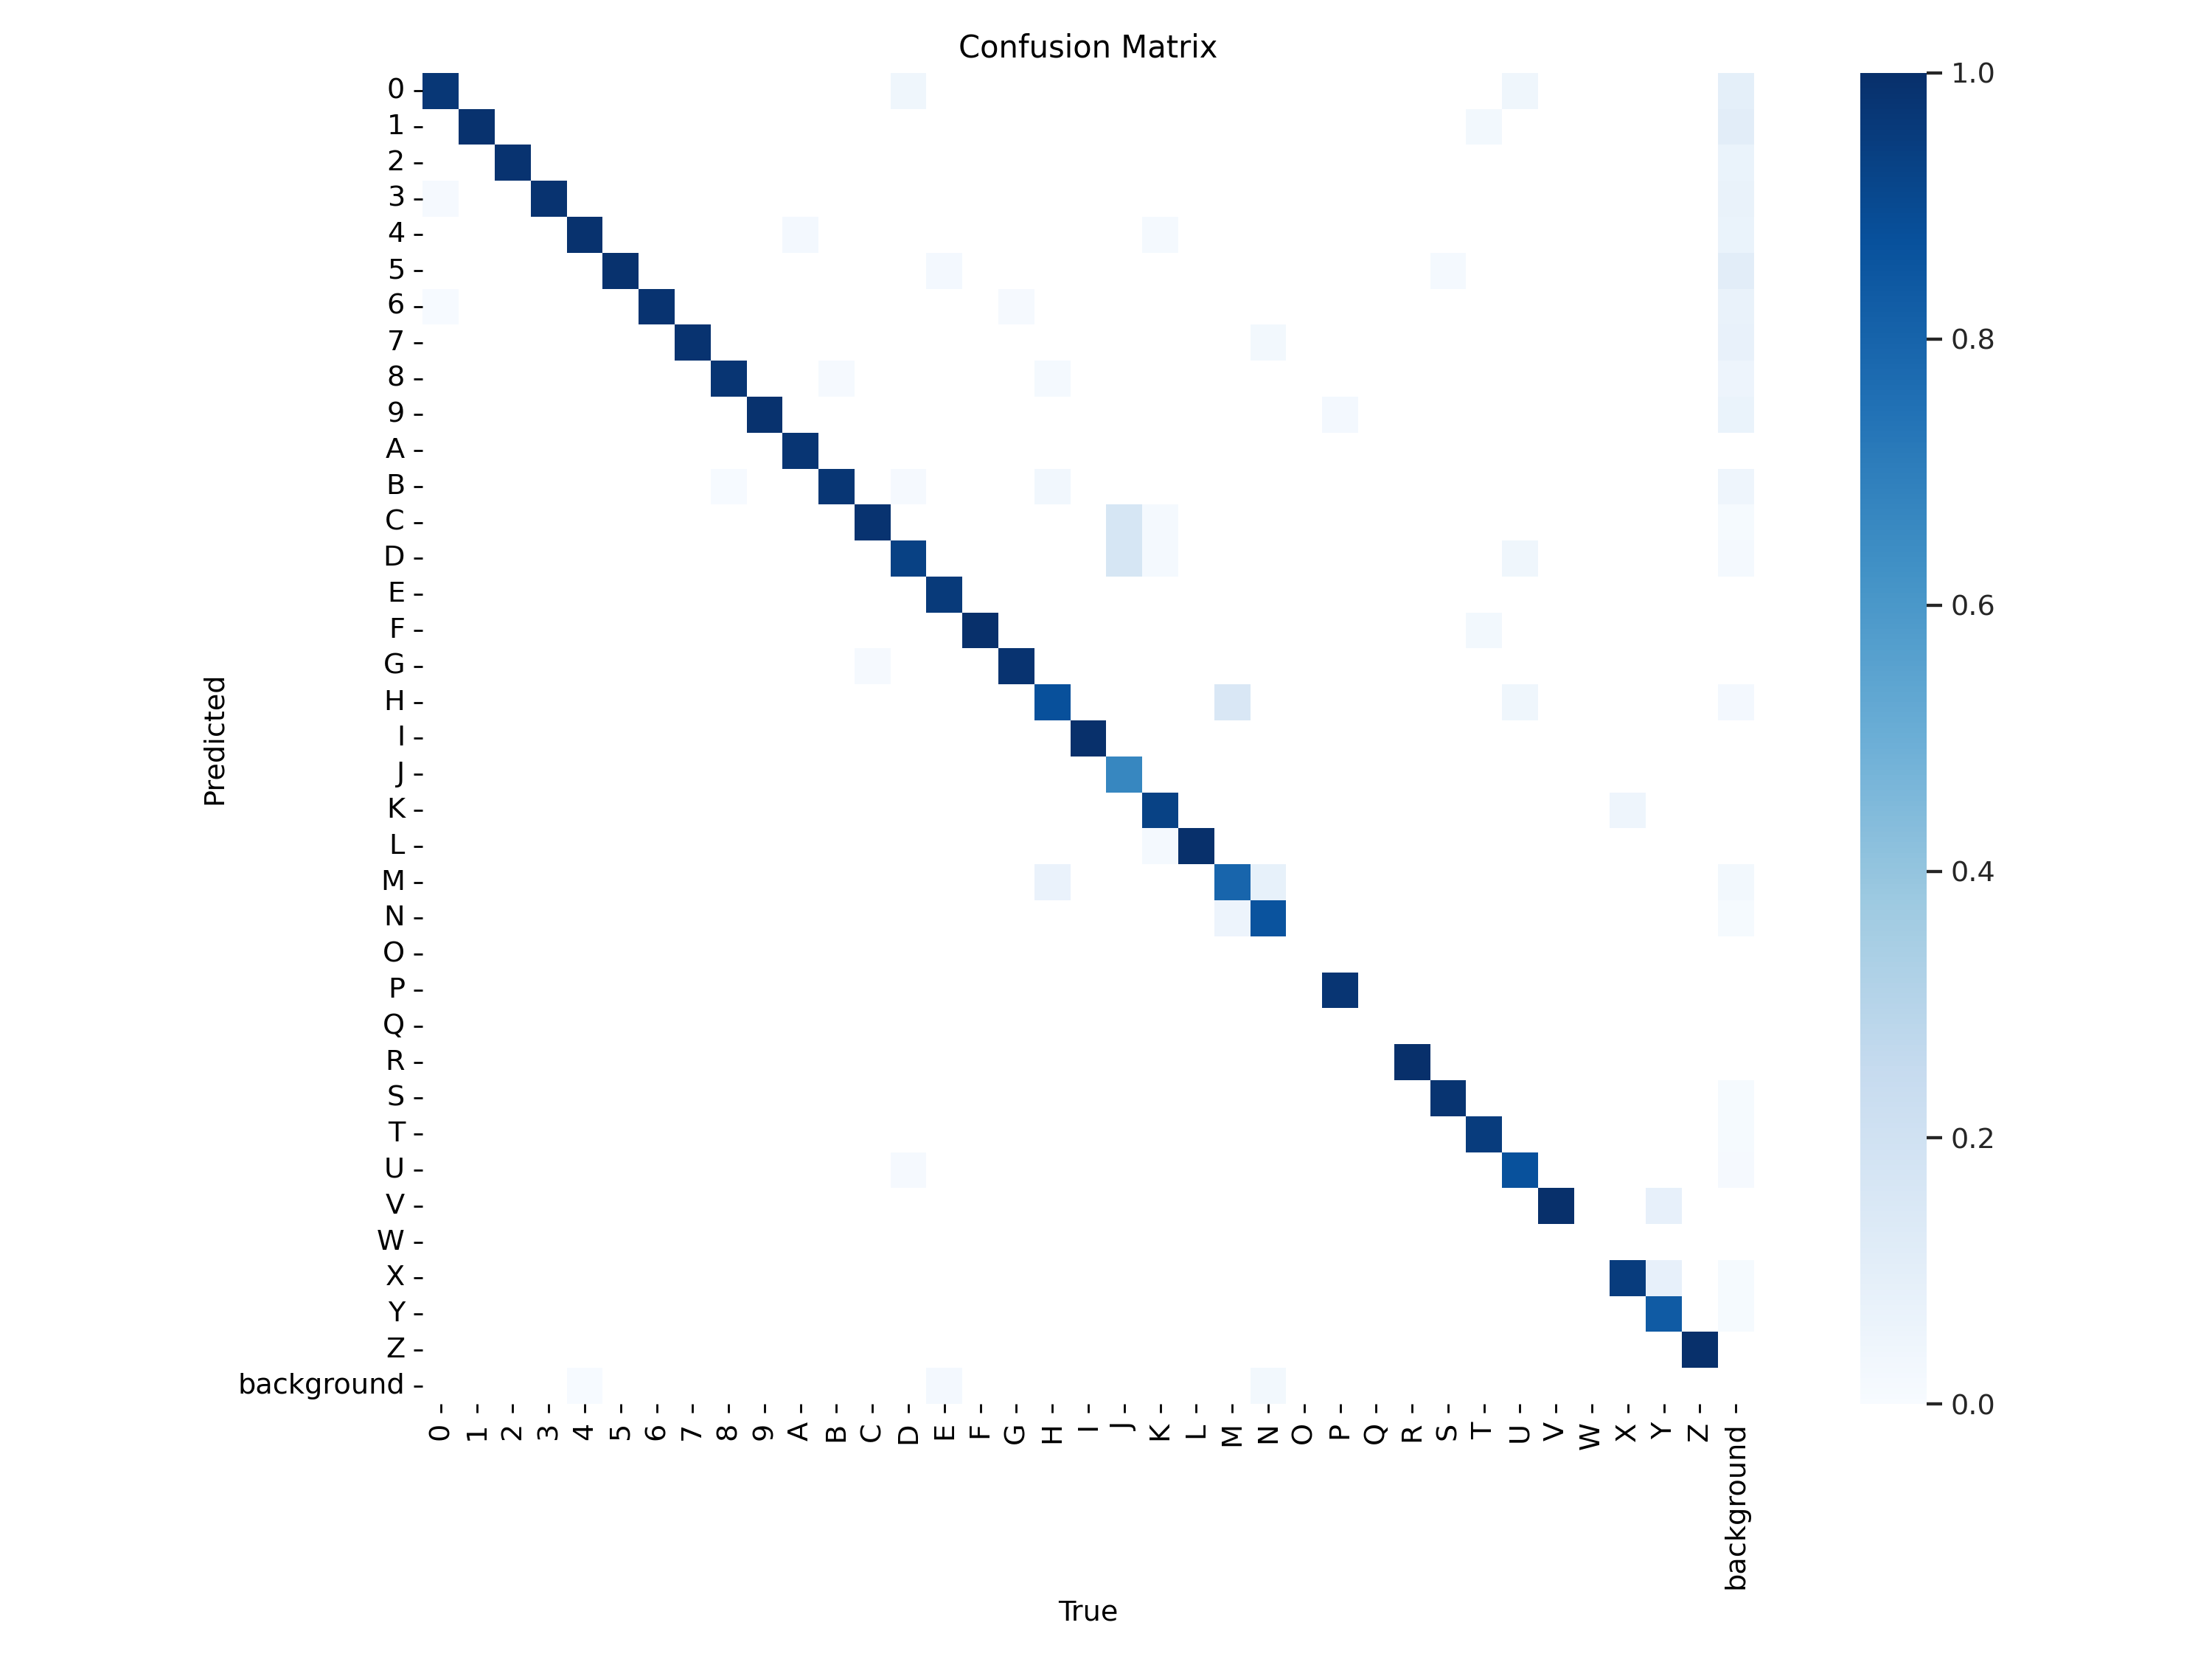 Confusion Matrix
Predicted
0
1
2
3
4
5
6
7
8
9
A
B
C
D
E
F
G
H
I
J
K
L
M
N
O
P
Q
R
S
T
U
V
W
X
Y
Z
background
0 1 2 3 4 5 6 7 8 9 A B C D E F G H I J K L M N O P Q R S T U V W X Y Z background
True
1.0
0.8
0.6
0.4
0.2
0.0